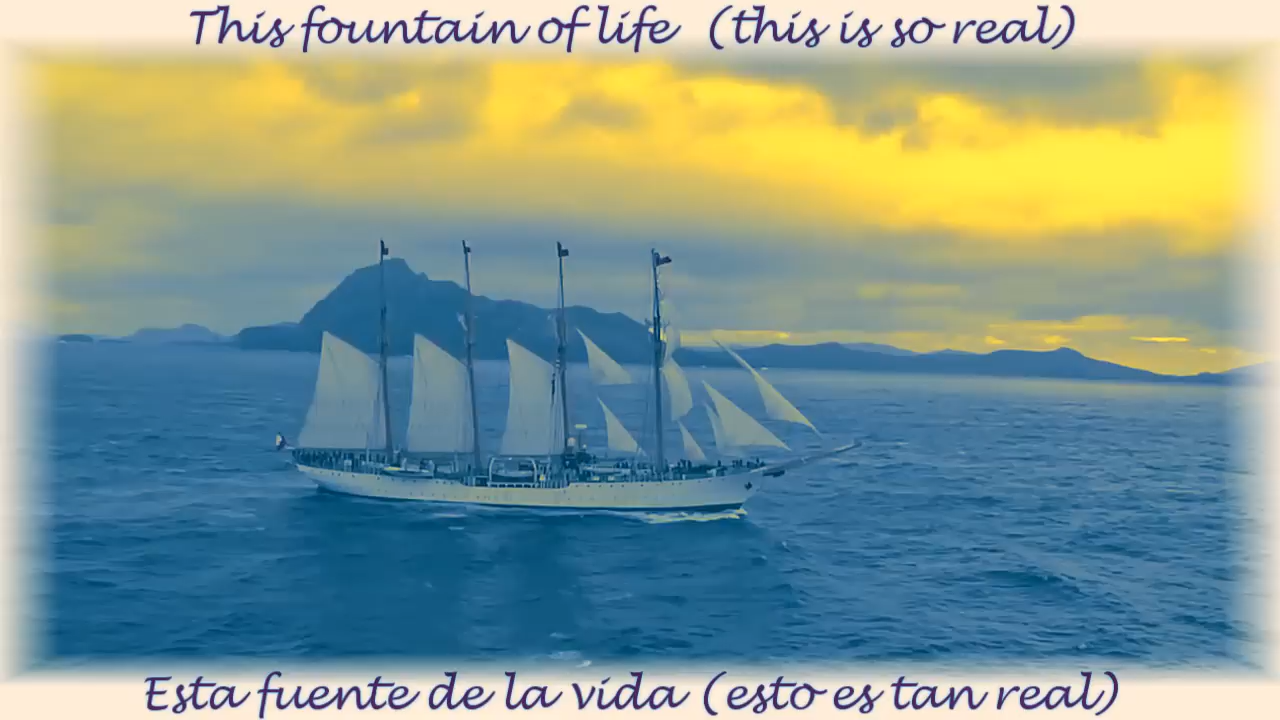 This fountain of life (this is so real)
Esta fuente de la vida (esto es tan real)